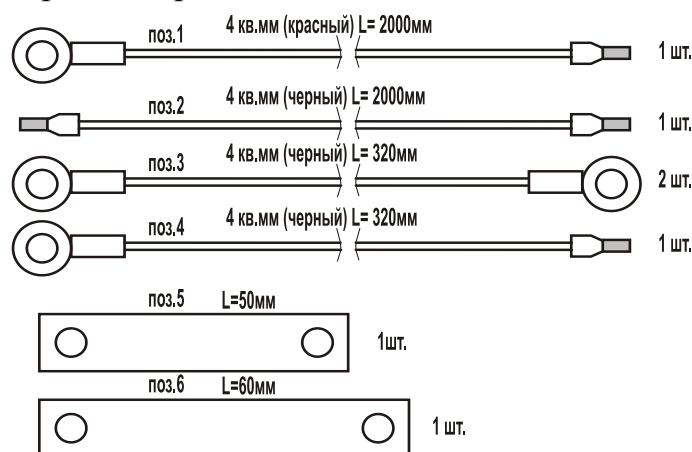 поз.1 4 кв.мм (красный) L= 2000мм 1 шт.
поз.2 4 кв.мм (черный) L= 2000мм 1 шт.
поз.3 4 кв.мм (черный) L= 320мм 2 шт.
поз.4 4 кв.мм (черный) L= 320мм 1 шт.
поз.5 L=50мм
1шт.
поз.6 L=60мм
1 шт.